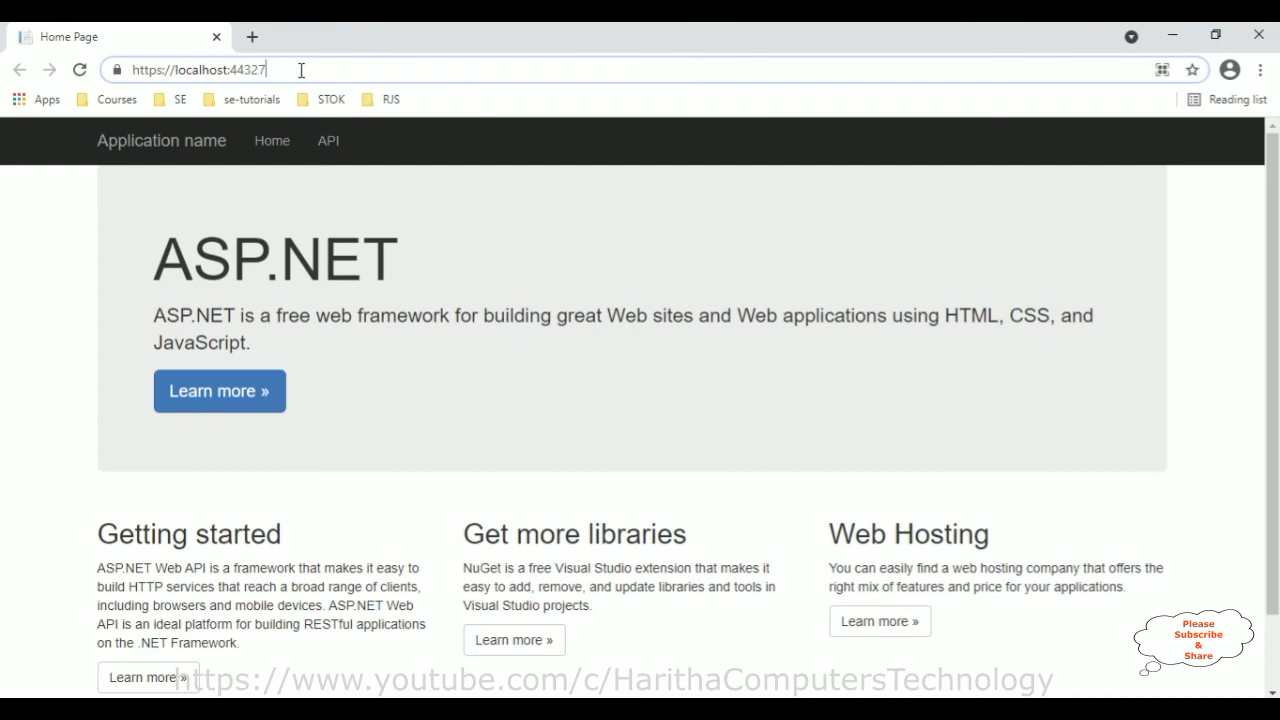 Home Page
https://localhost:44327
Apps
Courses
SE
se-tutorials
STOK
RJS
Reading list
Application name
Home
API
ASP.NET
ASP.NET is a free web framework for building great Web sites and Web applications using HTML, CSS, and
JavaScript.
Learn more »
Getting started
ASP.NET Web API is a framework that makes it easy to
build HTTP services that reach a broad range of clients,
including browsers and mobile devices. ASP.NET Web
API is an ideal platform for building RESTful applications
on the .NET Framework.
Learn more »
Get more libraries
NuGet is a free Visual Studio extension that makes it
easy to add, remove, and update libraries and tools in
Visual Studio projects.
Learn more »
Web Hosting
You can easily find a web hosting company that offers the
right mix of features and price for your applications.
Learn more »
Please
Subscribe
&
Share
https://www.youtube.com/c/HarithaComputersTechnology